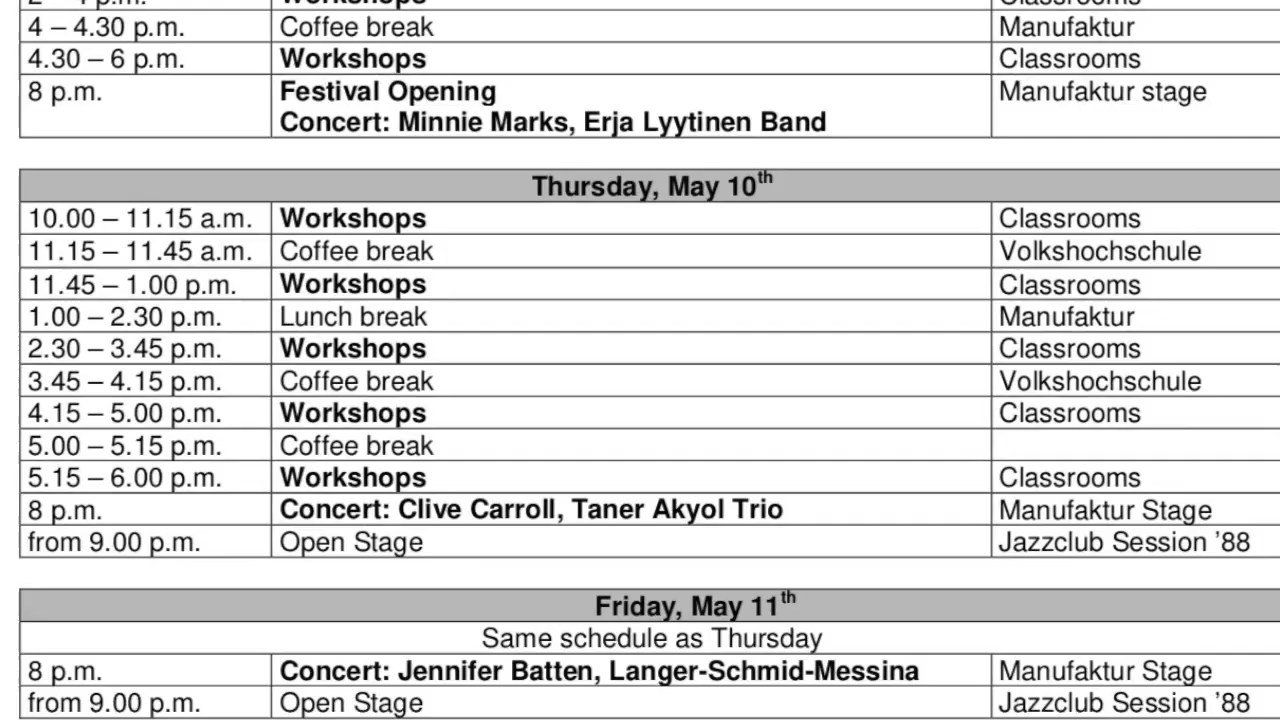 2 – 4 p.m. Workshops Classrooms
4 – 4.30 p.m. Coffee break Manufaktur
4.30 – 6 p.m. Workshops Classrooms
8 p.m. Festival Opening Manufaktur stage
Concert: Minnie Marks, Erja Lyytinen Band
Thursday, May 10th
10.00 – 11.15 a.m. Workshops Classrooms
11.15 – 11.45 a.m. Coffee break Volkshochschule
11.45 – 1.00 p.m. Workshops Classrooms
1.00 – 2.30 p.m. Lunch break Manufaktur
2.30 – 3.45 p.m. Workshops Classrooms
3.45 – 4.15 p.m. Coffee break Volkshochschule
4.15 – 5.00 p.m. Workshops Classrooms
5.00 – 5.15 p.m. Coffee break
5.15 – 6.00 p.m. Workshops Classrooms
8 p.m. Concert: Clive Carroll, Taner Akyol Trio Manufaktur Stage
from 9.00 p.m. Open Stage Jazzclub Session ’88
Friday, May 11th
Same schedule as Thursday
8 p.m. Concert: Jennifer Batten, Langer-Schmid-Messina Manufaktur Stage
from 9.00 p.m. Open Stage Jazzclub Session ’88